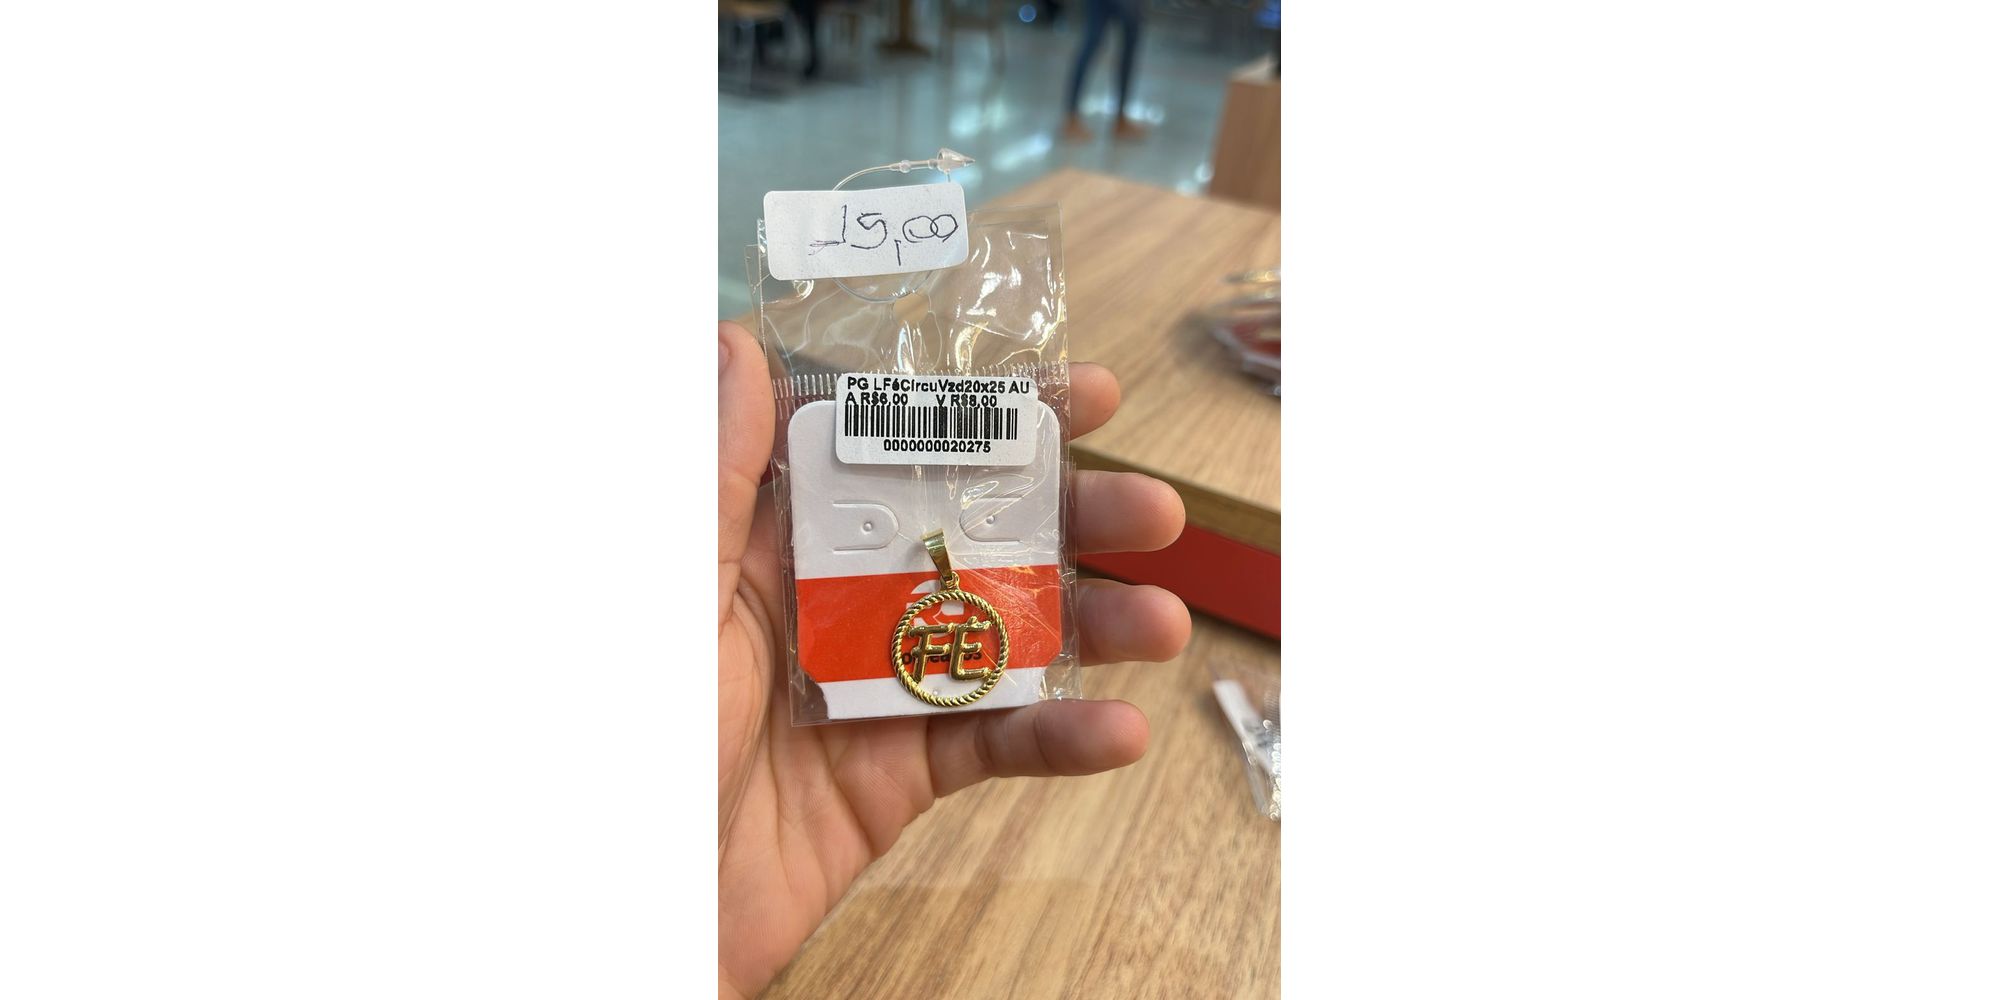 15,00
PG LFéCircuVzd20x25 AU
A R$6,00 V R$8,00
0000000020275
FÉ